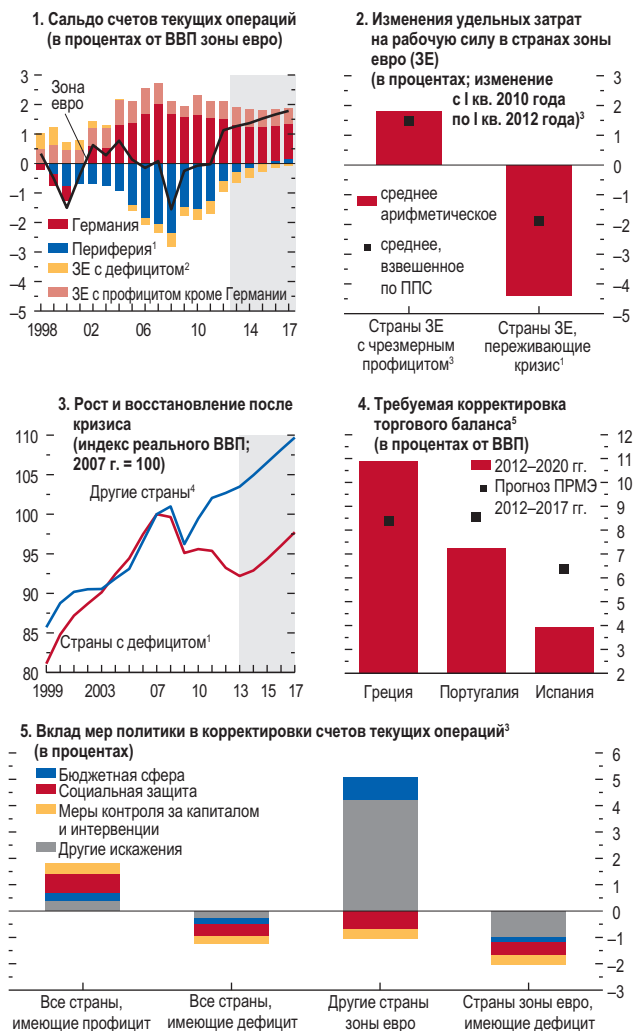 1. Сальдо счетов текущих операций
(в процентах от ВВП зоны евро)
3
2
1
0
–1
–2
–3
–4
–5
Зона
евро
Германия
Периферия¹
ЗЕ с дефицитом²
ЗЕ с профицитом кроме Германии
1998 02 06 10 14 17
2. Изменения удельных затрат
на рабочую силу в странах зоны
евро (ЗЕ)
(в процентах; изменение
с I кв. 2010 года
по I кв. 2012 года)³
3
2
1
0
–1
–2
–3
–4
–5
среднее
арифметическое
среднее,
взвешенное
по ППС
Страны ЗЕ
с чрезмерным
профицитом³
Страны ЗЕ,
переживающие
кризис¹
3. Рост и восстановление после
кризиса
(индекс реального ВВП;
2007 г. = 100)
110
105
100
95
90
85
80
Другие страны⁴
Страны с дефицитом¹
1999 2003 07 10 13 15 17
4. Требуемая корректировка
торгового баланса⁵
(в процентах от ВВП)
12
11
10
9
8
7
6
5
4
3
2
2012–2020 гг.
Прогноз ПРМЭ
2012–2017 гг.
Греция Португалия Испания
5. Вклад мер политики в корректировки счетов текущих операций³
(в процентах)
6
5
4
3
2
1
0
–1
–2
–3
Бюджетная сфера
Социальная защита
Меры контроля за капиталом
и интервенции
Другие искажения
Все страны,
имеющие профицит
Все страны,
имеющие дефицит
Другие страны
зоны евро
Страны зоны евро,
имеющие дефицит